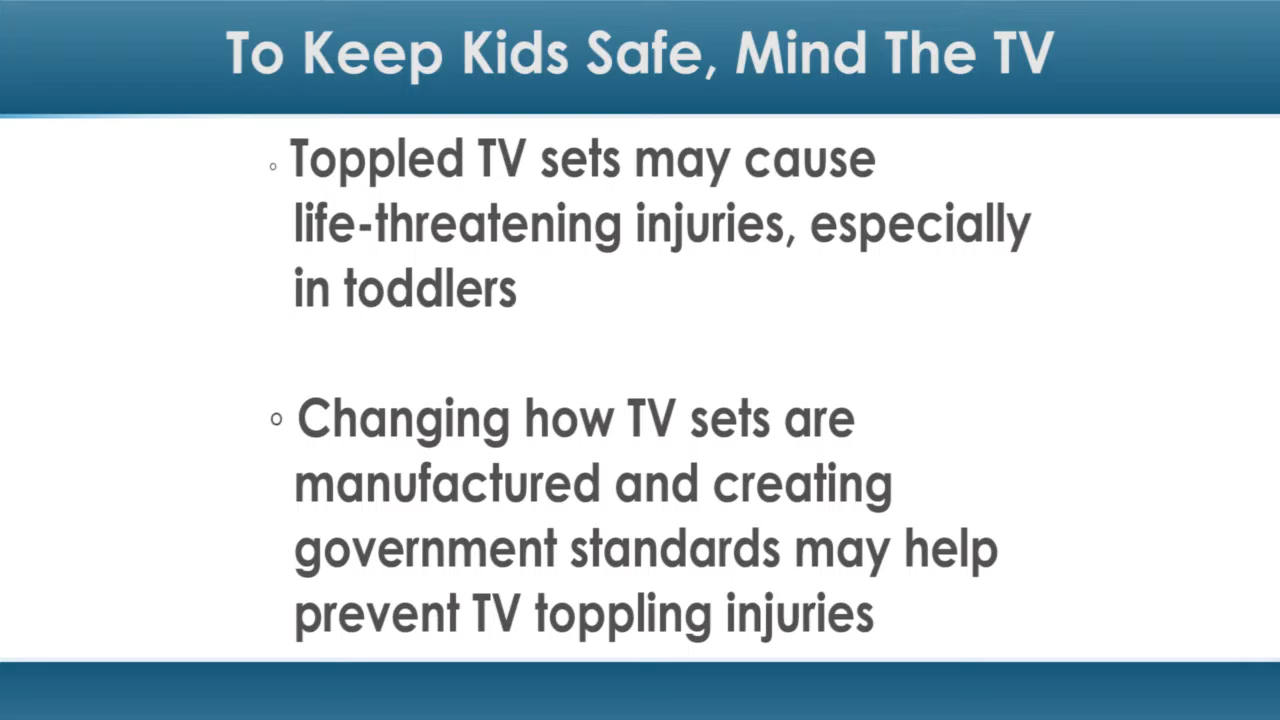 To Keep Kids Safe, Mind The TV
◦ Toppled TV sets may cause
life-threatening injuries, especially
in toddlers
◦ Changing how TV sets are
manufactured and creating
government standards may help
prevent TV toppling injuries